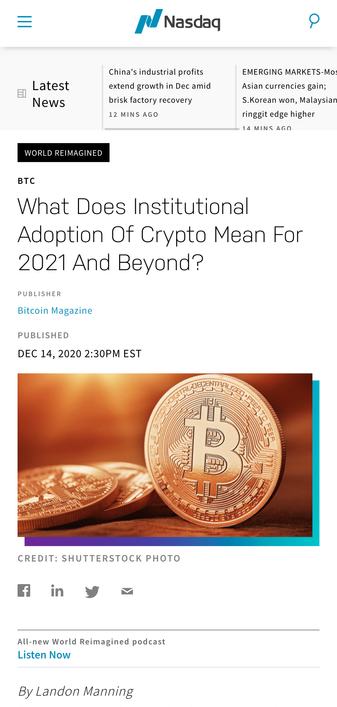 Nasdaq
Latest
News
China's industrial profits
extend growth in Dec amid
brisk factory recovery
12 MINS AGO
EMERGING MARKETS-Mos
Asian currencies gain;
S.Korean won, Malaysian
ringgit edge higher
14 MINS AGO
WORLD REIMAGINED
BTC
What Does Institutional
Adoption Of Crypto Mean For
2021 And Beyond?
PUBLISHER
Bitcoin Magazine
PUBLISHED
DEC 14, 2020 2:30PM EST
CREDIT: SHUTTERSTOCK PHOTO
All-new World Reimagined podcast
Listen Now
By Landon Manning